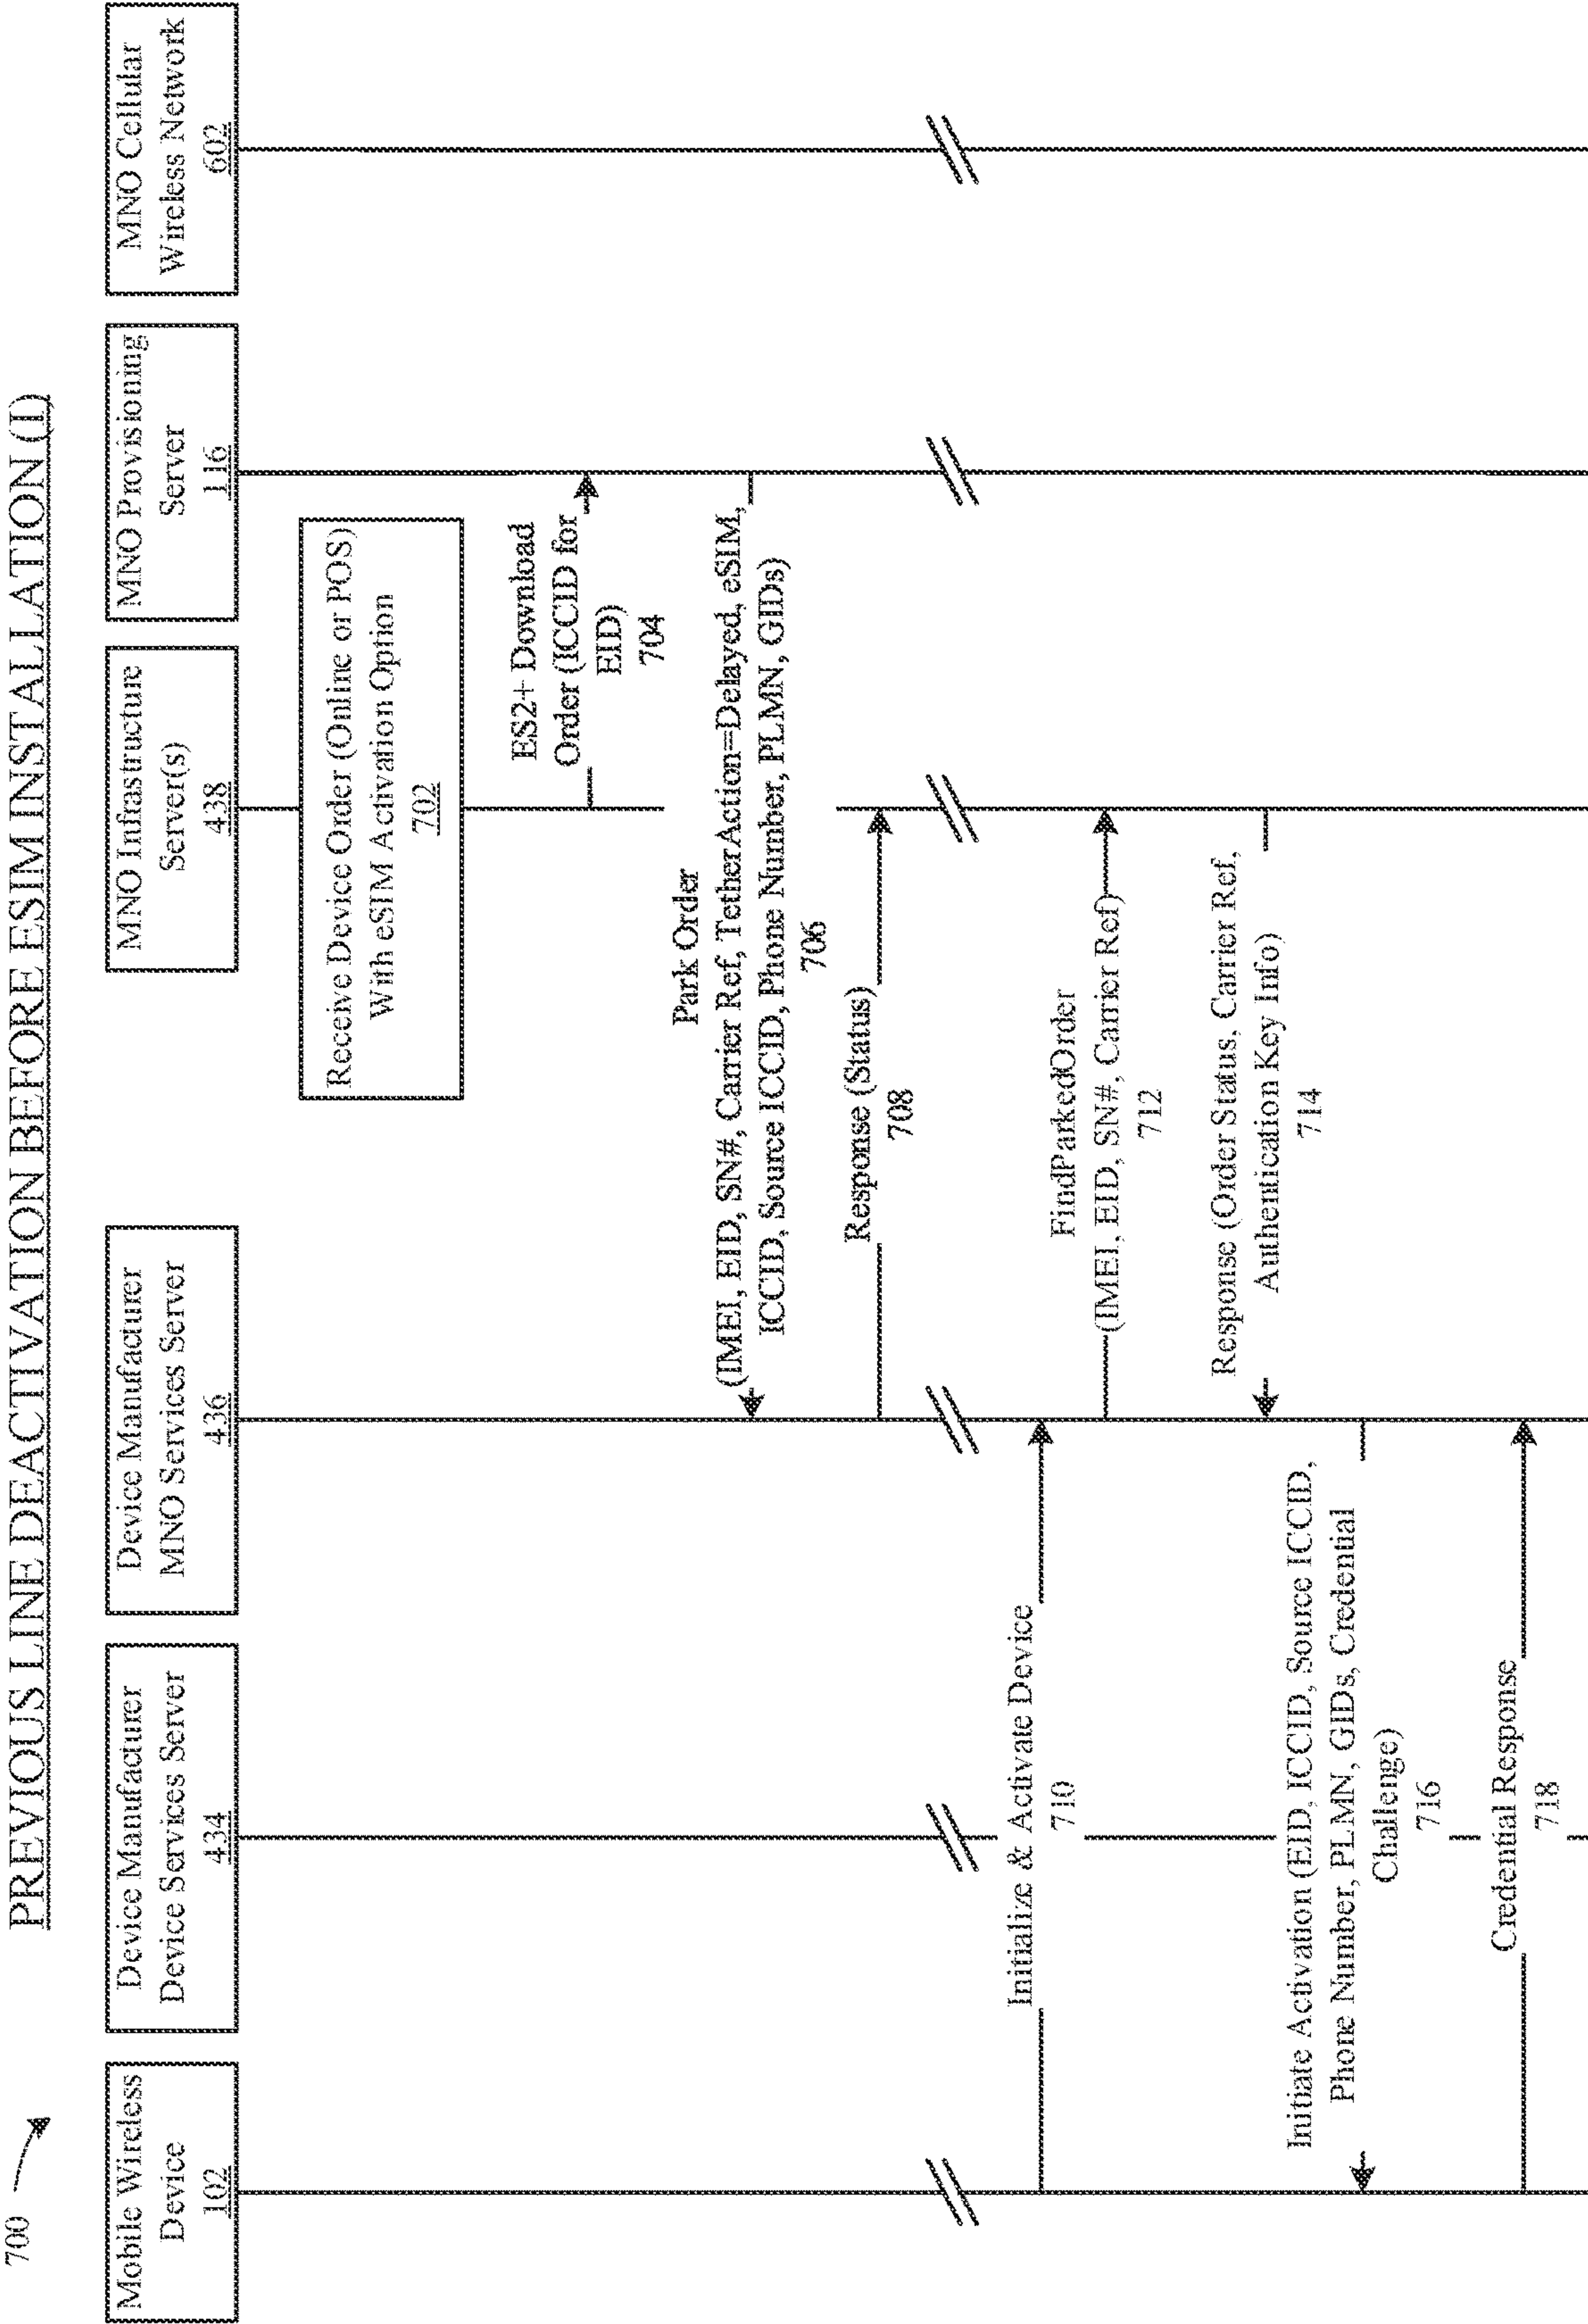 700
PREVIOUS LINE DEACTIVATION BEFORE ESIM INSTALLATION (I)
Mobile Wireless
Device
102
Device Manufacturer
Device Services Server
434
Device Manufacturer
MNO Services Server
436
MNO Infrastructure
Server(s)
438
MNO Provisioning
Server
116
MNO Cellular
Wireless Network
602
Receive Device Order (Online or POS)
With eSIM Activation Option
702
ES2+ Download
Order (ICCID for
EID)
704
Park Order
(IMEI, EID, SN#, Carrier Ref, TetherAction=Delayed, eSIM,
ICCID, Source ICCID, Phone Number, PLMN, GIDs)
706
Response (Status)
708
Initialize & Activate Device
710
FindParkedOrder
(IMEI, EID, SN#, Carrier Ref)
712
Response (Order Status, Carrier Ref,
Authentication Key Info)
714
Initiate Activation (EID, ICCID, Source ICCID,
Phone Number, PLMN, GIDs, Credential
Challenge)
716
Credential Response
718